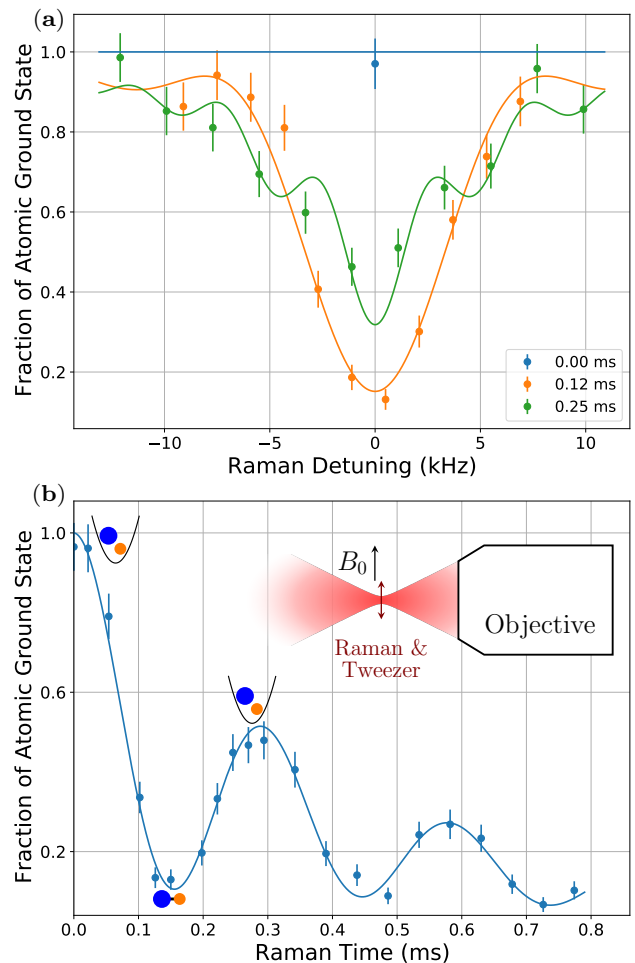 (a)
Fraction of Atomic Ground State
1.0
0.8
0.6
0.4
0.2
−10
−5
0
5
10
0.00 ms
0.12 ms
0.25 ms
Raman Detuning (kHz)
(b)
Fraction of Atomic Ground State
1.0
0.6
0.2
B₀
Objective
Raman &
Tweezer
0.0
0.1
0.2
0.3
0.4
0.5
0.6
0.7
0.8
Raman Time (ms)